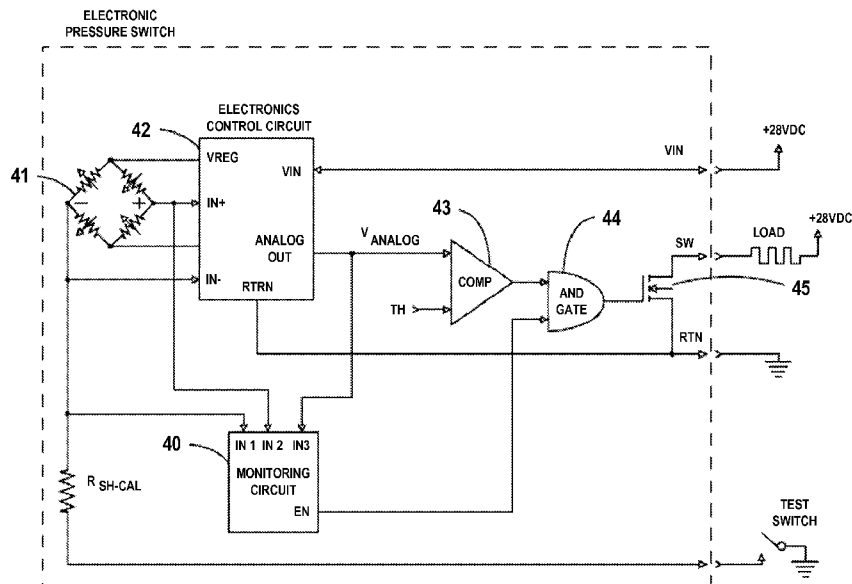 ELECTRONIC
PRESSURE SWITCH
ELECTRONICS
CONTROL CIRCUIT
42
41
VREG
VIN
IN+
ANALOG
OUT
IN-
RTRN
VIN
+28VDC
V ANALOG
43
44
COMP
TH
AND
GATE
SW
LOAD
+28VDC
45
RTN
40
IN 1 IN 2 IN3
MONITORING
CIRCUIT
EN
R SH-CAL
TEST
SWITCH